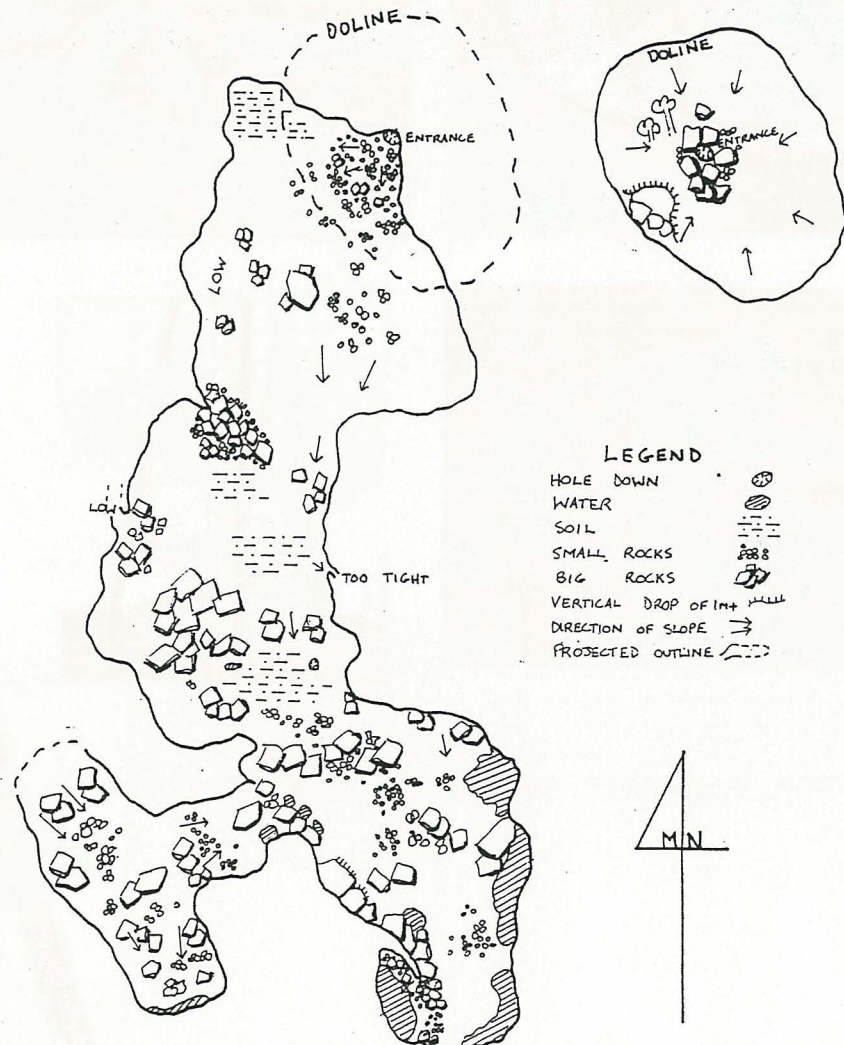 DOLINE
DOLINE
ENTRANCE
ENTRANCE
LOW
LOW
TOO TIGHT
LEGEND
HOLE DOWN
WATER
SOIL
SMALL ROCKS
BIG ROCKS
VERTICAL DROP OF 1M+
DIRECTION OF SLOPE
PROJECTED OUTLINE
MN